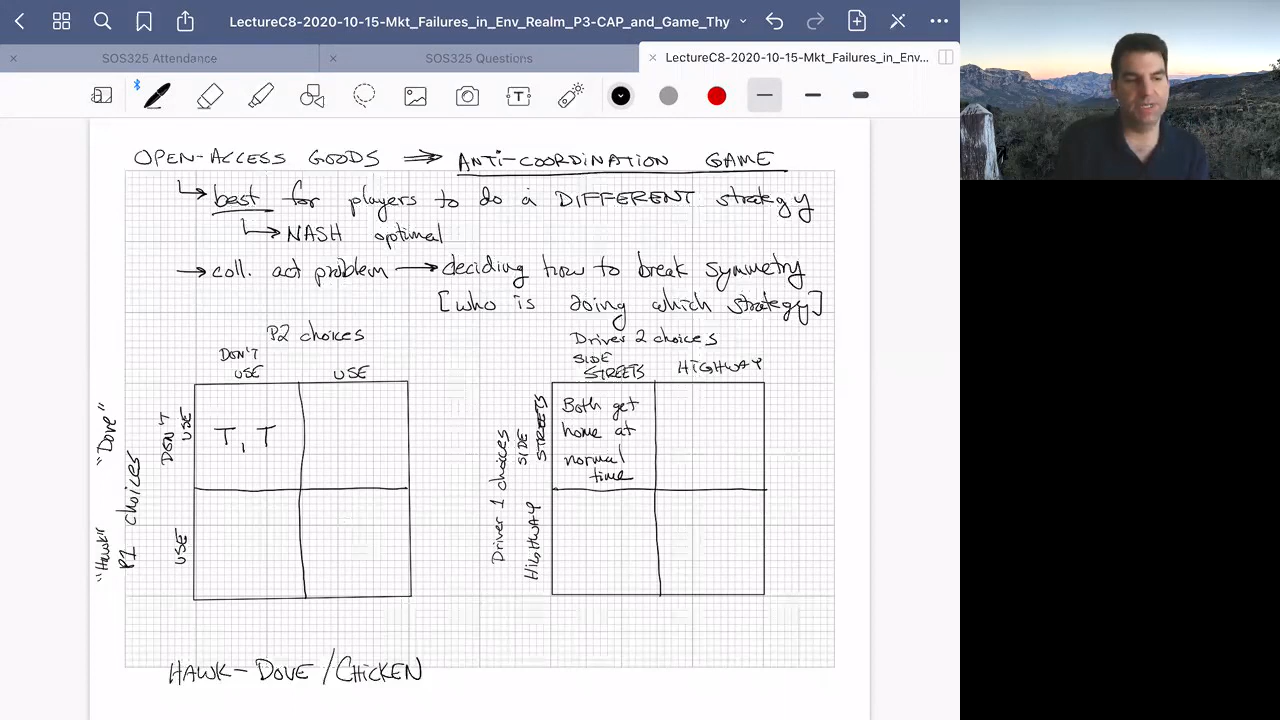 LectureC8-2020-10-15-Mkt_Failures_in_Env_Realm_P3-CAP_and_Game_Thy
SOS325 Attendance
SOS325 Questions
LectureC8-2020-10-15-Mkt_Failures_in_Env...
OPEN-ACCESS GOODS ⇒ ANTI-COORDINATION GAME
↳ best for players to do a DIFFERENT strategy
↳ NASH optimal
→ coll. act problem → deciding how to break symmetry
[who is doing which strategy]
P2 choices
DON'T USE
USE
"Dove"
DON'T USE
"Hawk"
P1 choices
USE
T, T
Driver 2 choices
SIDE STREETS
HIGHWAY
Driver 1 choices
SIDE STREETS
HIGHWAY
Both get
home at
normal
time
HAWK-DOVE/CHICKEN